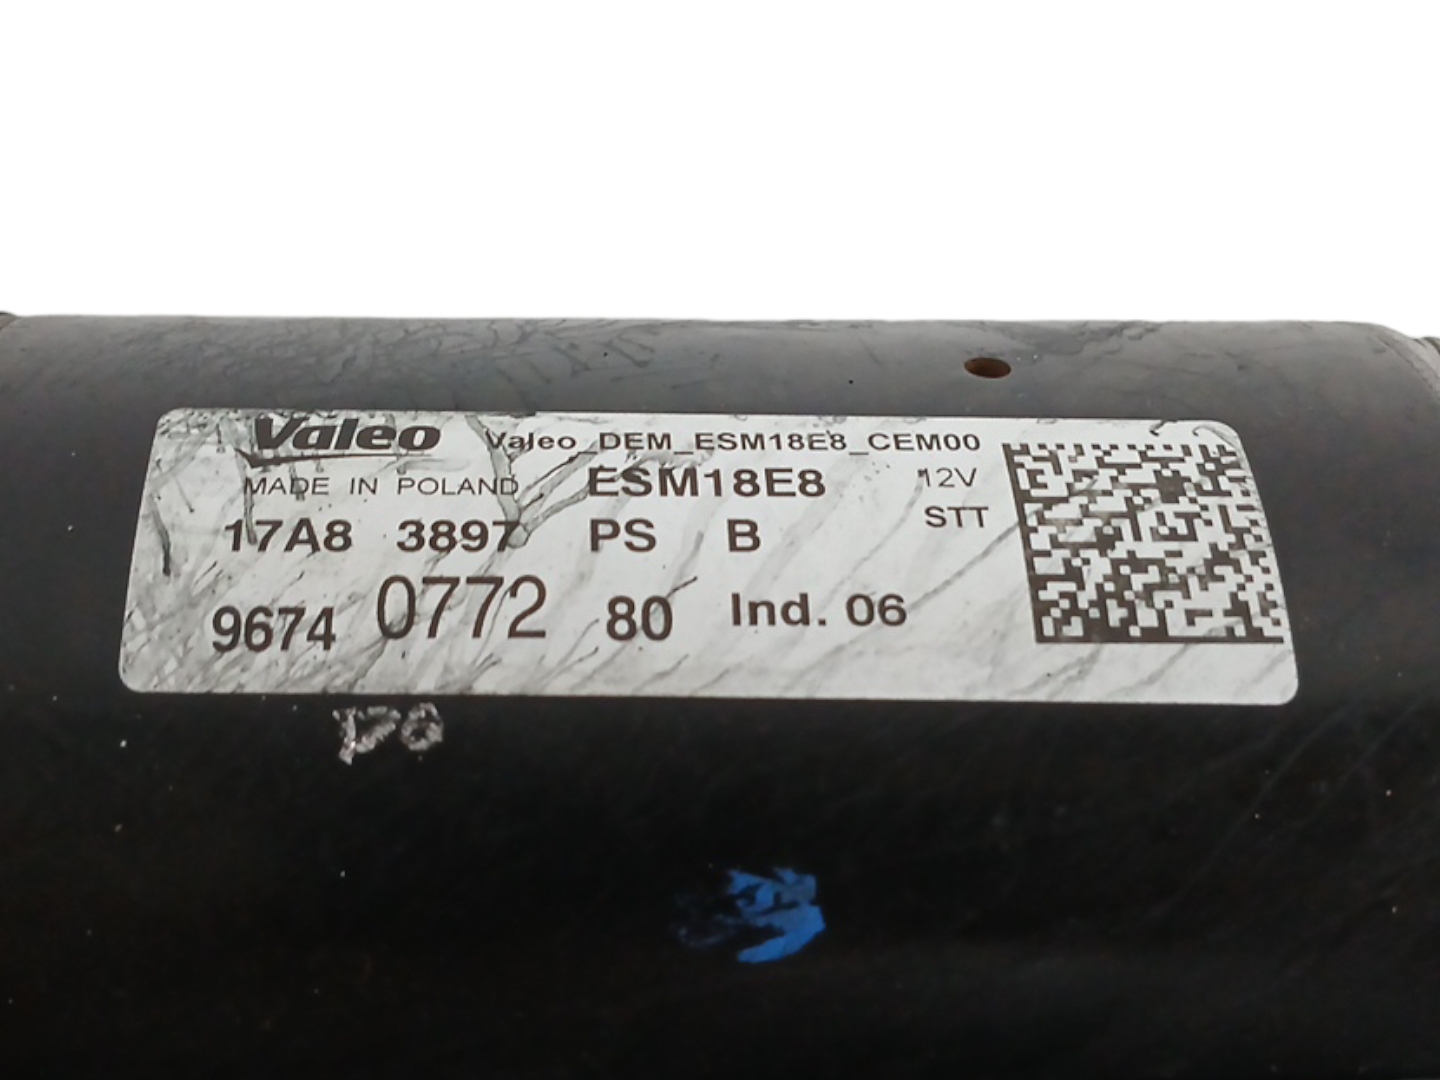 Valeo Valeo_DEM_ESM18E8_CEM00
MADE IN POLAND ESM18E8 12V
STT
17A8 3897 PS B
9674 0772 80 Ind. 06